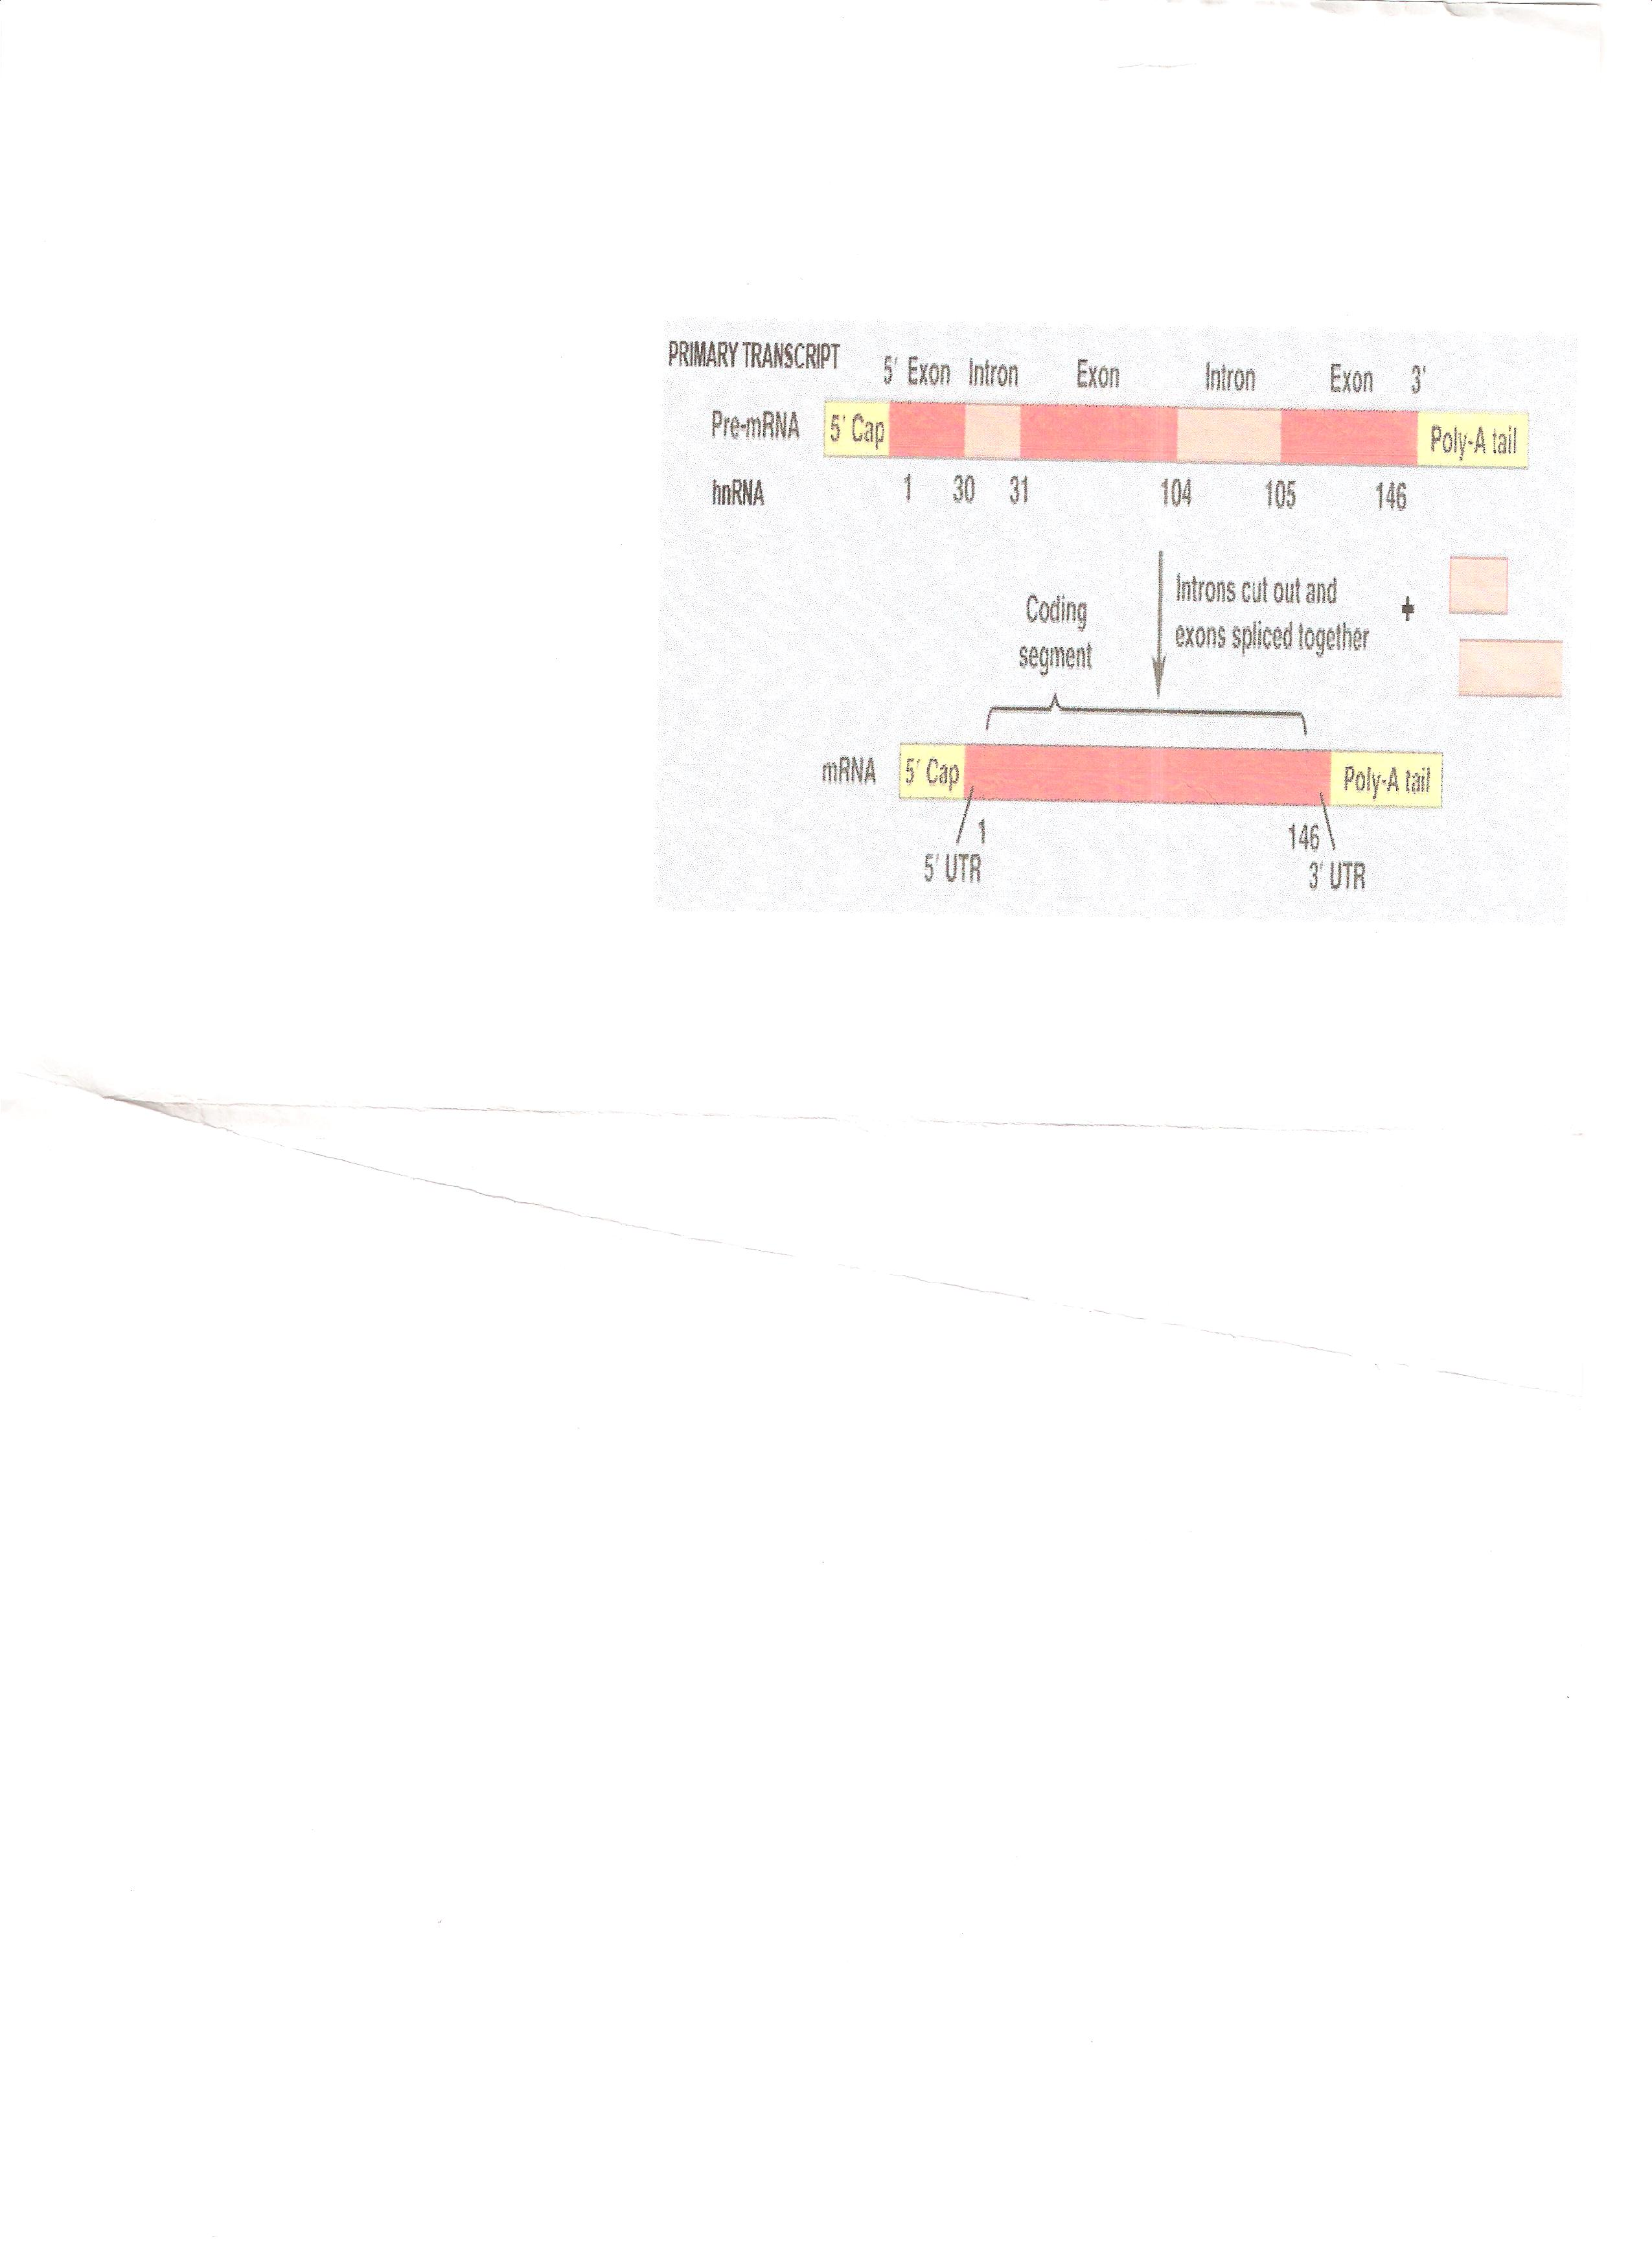 PRIMARY TRANSCRIPT
5' Exon Intron Exon Intron Exon 3'
Pre-mRNA 5' Cap Poly-A tail
hnRNA 1 30 31 104 105 146
Coding
segment
Introns cut out and
exons spliced together
+
mRNA 5' Cap Poly-A tail
1 146
5' UTR 3' UTR